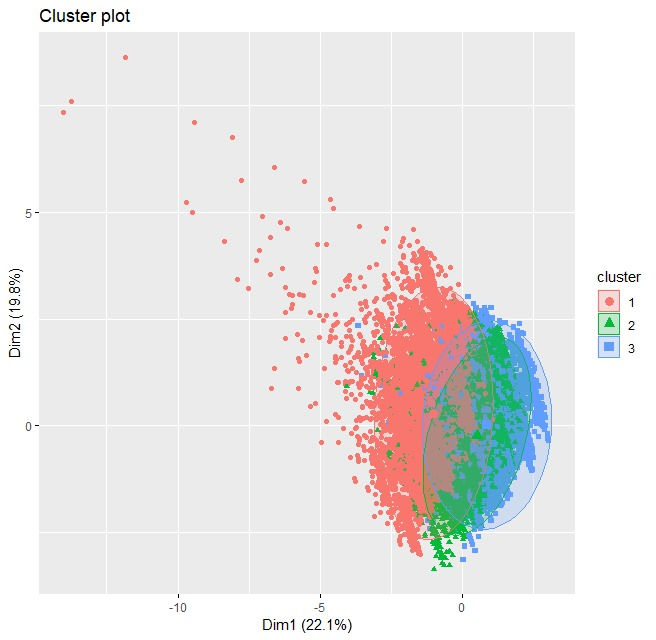 Cluster plot
Dim2 (19.8%)
5
0
-10
-5
0
Dim1 (22.1%)
cluster
1
2
3